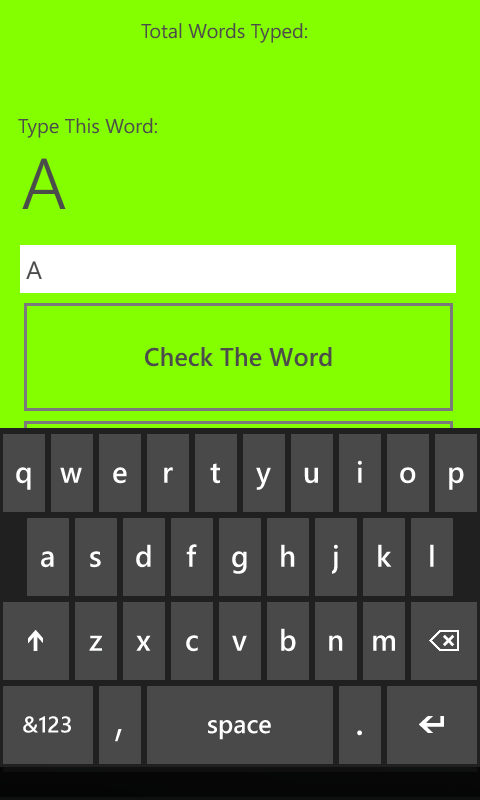 Total Words Typed:
Type This Word:
A
A
Check The Word
q w e r t y u i o p
a s d f g h j k l
z x c v b n m
&123 , space .